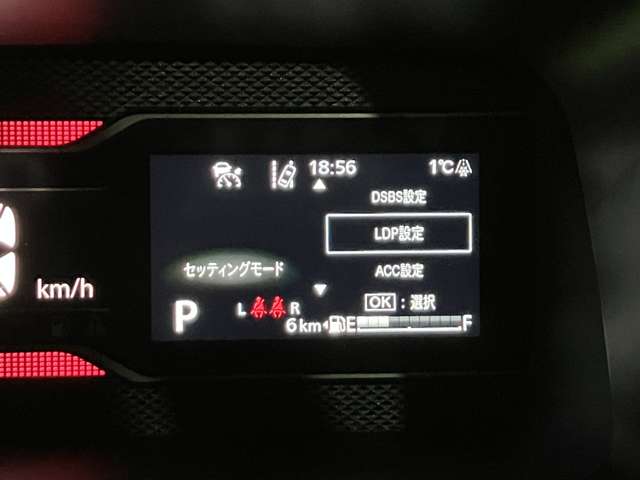 18:56
1℃
DSBS設定
LDP設定
セッティングモード
ACC設定
km/h
OK：選択
P
L R
6km
E F